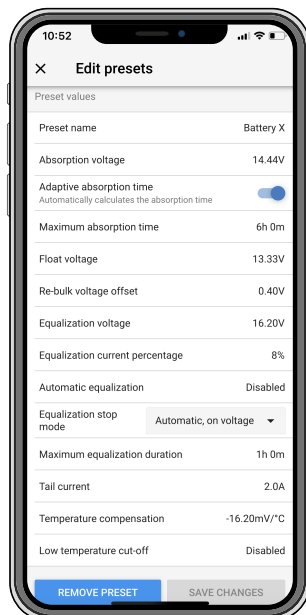 10:52
× Edit presets
Preset values
Preset name Battery X
Absorption voltage 14.44V
Adaptive absorption time
Automatically calculates the absorption time
Maximum absorption time 6h 0m
Float voltage 13.33V
Re-bulk voltage offset 0.40V
Equalization voltage 16.20V
Equalization current percentage 8%
Automatic equalization Disabled
Equalization stop mode Automatic, on voltage
Maximum equalization duration 1h 0m
Tail current 2.0A
Temperature compensation -16.20mV/°C
Low temperature cut-off Disabled
REMOVE PRESET SAVE CHANGES